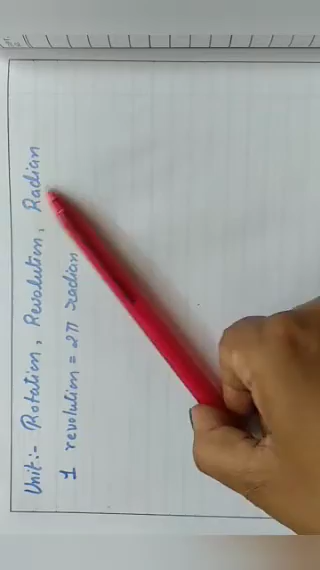 Unit:- Rotation, Revolution, Radian
1 revolution = 2π radian